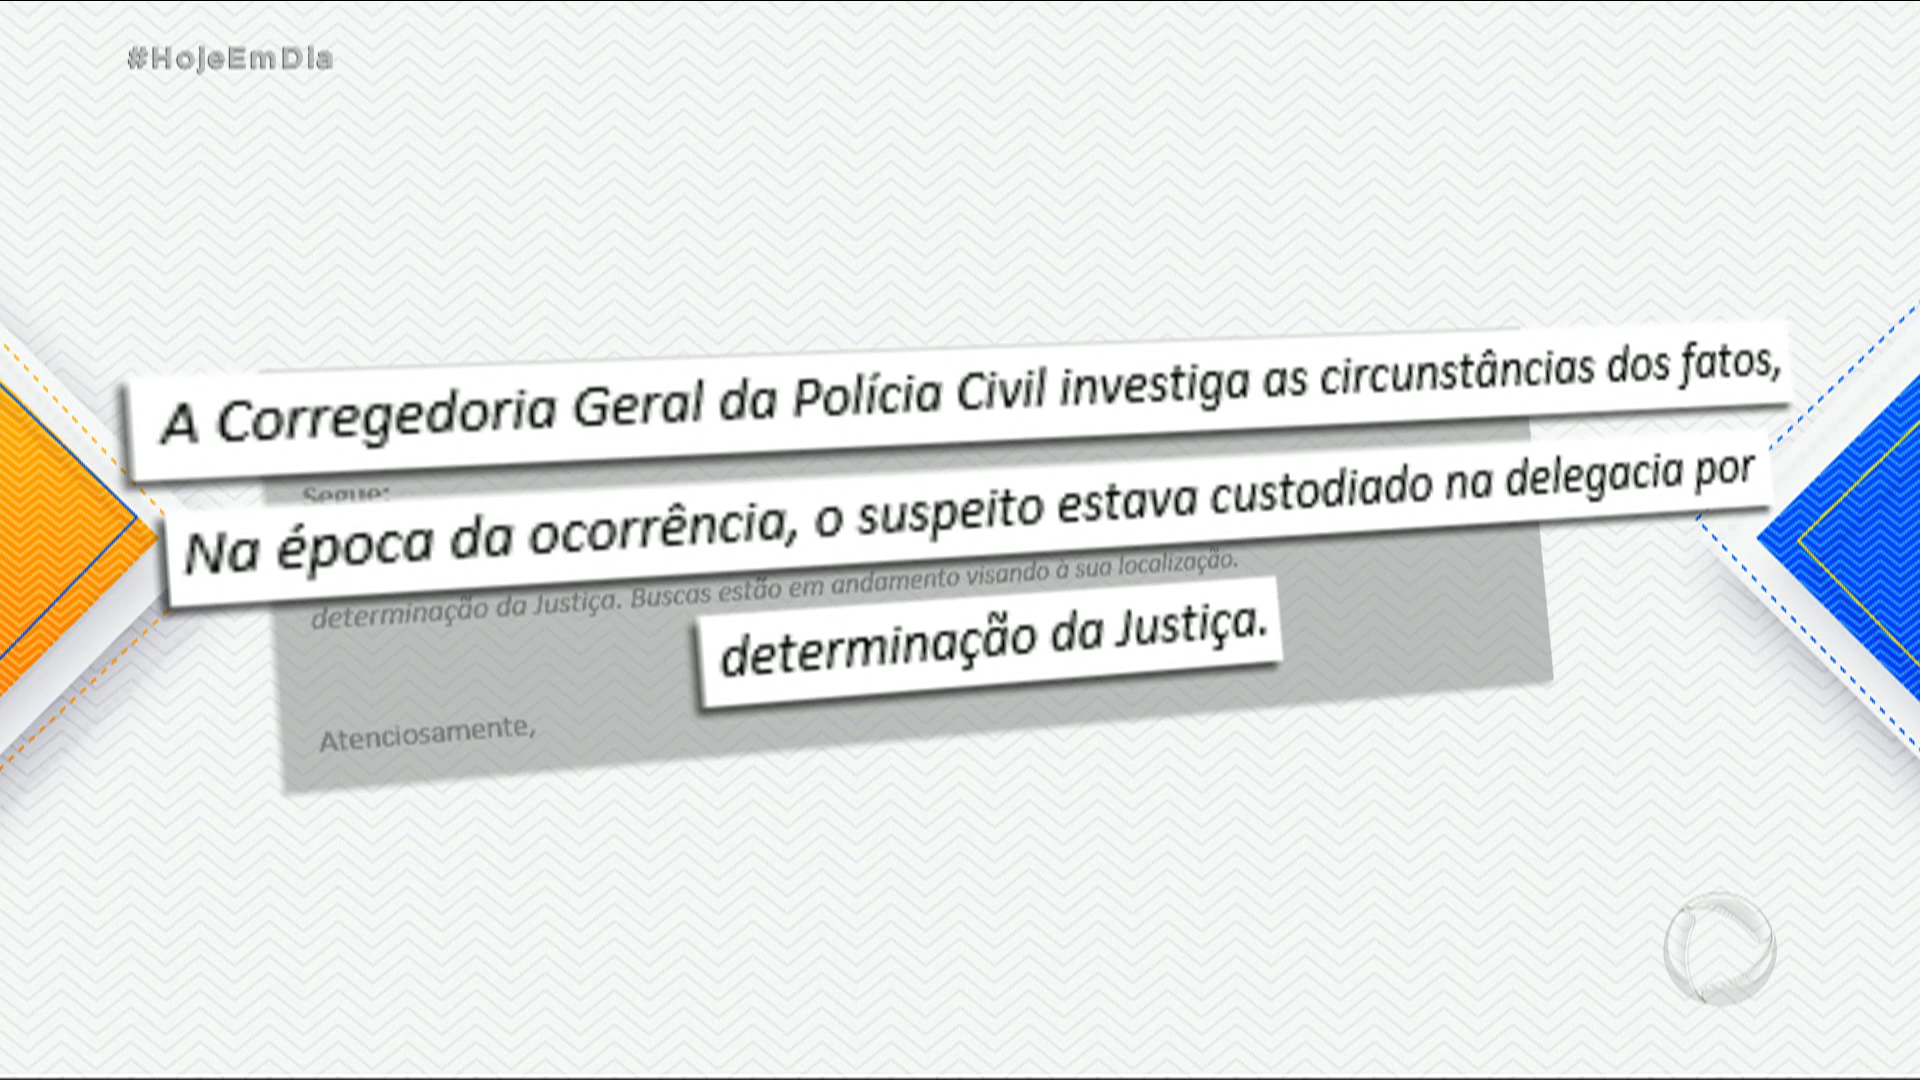 #HojeEmDia
A Corregedoria Geral da Polícia Civil investiga as circunstâncias dos fatos,
Segue:
Na época da ocorrência, o suspeito estava custodiado na delegacia por
determinação da Justiça. Buscas estão em andamento visando à sua localização.
determinação da Justiça.
Atenciosamente,